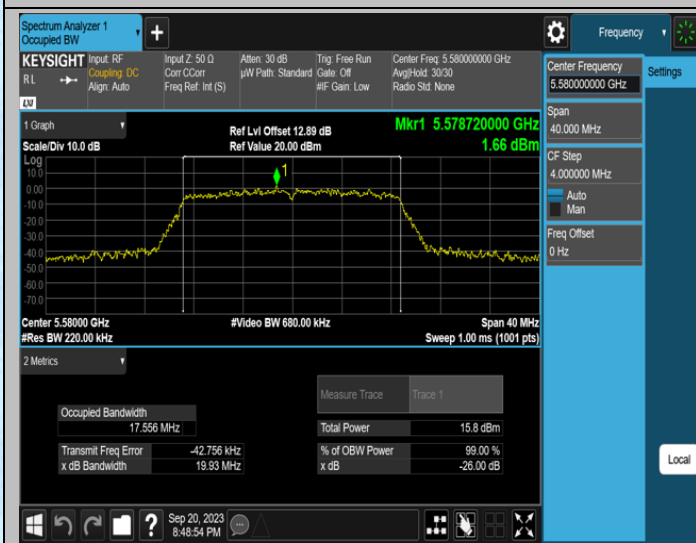 Spectrum Analyzer 1
Occupied BW
+
Frequency
KEYSIGHT
R L
LXI
Input: RF
Coupling: DC
Align: Auto
Input Z: 50 Ω
Corr CCorr
Freq Ref: Int (S)
Atten: 30 dB
µW Path: Standard
Trig: Free Run
Gate: Off
#IF Gain: Low
Center Freq: 5.580000000 GHz
Avg|Hold: 30/30
Radio Std: None
Center Frequency
5.580000000 GHz
Settings
Span
40.000 MHz
CF Step
4.000000 MHz
Auto
Man
Freq Offset
0 Hz
Local
1 Graph
Scale/Div 10.0 dB
Ref Lvl Offset 12.89 dB
Ref Value 20.00 dBm
Mkr1 5.578720000 GHz
1.66 dBm
Log
1
10.0
0.00
-10.0
-20.0
-30.0
-40.0
-50.0
-60.0
-70.0
Center 5.58000 GHz
#Res BW 220.00 kHz
#Video BW 680.00 kHz
Span 40 MHz
Sweep 1.00 ms (1001 pts)
2 Metrics
Measure Trace Trace 1
Occupied Bandwidth
17.556 MHz
Total Power 15.8 dBm
Transmit Freq Error -42.756 kHz
% of OBW Power 99.00 %
x dB Bandwidth 19.93 MHz
x dB -26.00 dB
?
Sep 20, 2023
8:48:54 PM